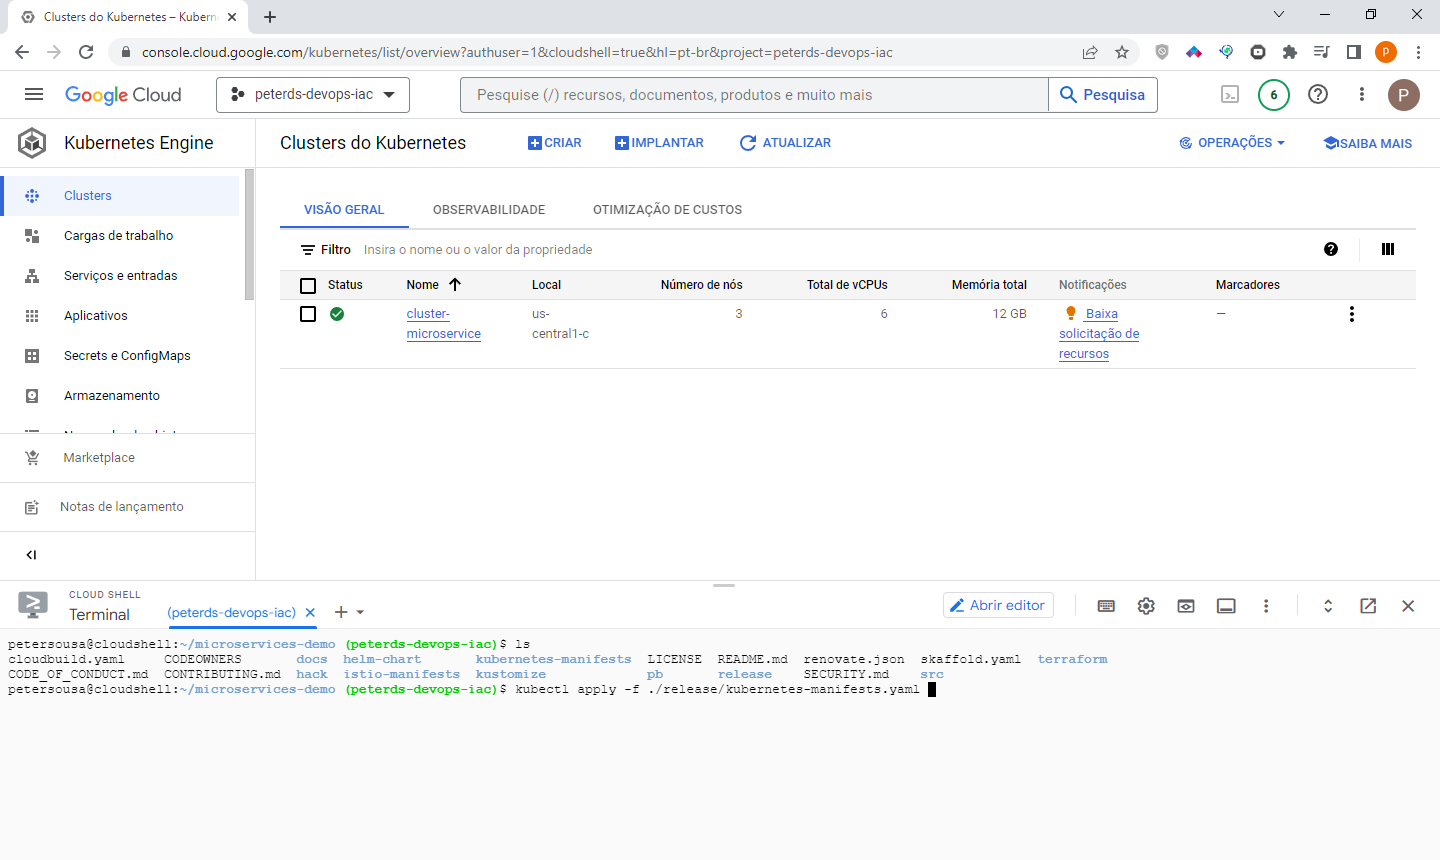 Clusters do Kubernetes – Kubern
console.cloud.google.com/kubernetes/list/overview?authuser=1&cloudshell=true&hl=pt-br&project=peterds-devops-iac
p
Google Cloud
peterds-devops-iac
Pesquise (/) recursos, documentos, produtos e muito mais
Pesquisa
6
P
Kubernetes Engine
Clusters do Kubernetes
CRIAR
IMPLANTAR
ATUALIZAR
OPERAÇÕES
SAIBA MAIS
Clusters
Cargas de trabalho
Serviços e entradas
Aplicativos
Secrets e ConfigMaps
Armazenamento
Marketplace
Notas de lançamento
VISÃO GERAL
OBSERVABILIDADE
OTIMIZAÇÃO DE CUSTOS
Filtro Insira o nome ou o valor da propriedade
Status Nome Local Número de nós Total de vCPUs Memória total Notificações Marcadores
cluster- us- 3 6 12 GB Baixa –
microservice central1-c solicitação de
recursos
CLOUD SHELL
Terminal
(peterds-devops-iac)
Abrir editor
petersousa@cloudshell:~/microservices-demo (peterds-devops-iac)$ ls
cloudbuild.yaml CODEOWNERS docs helm-chart kubernetes-manifests LICENSE README.md renovate.json skaffold.yaml terraform
CODE_OF_CONDUCT.md CONTRIBUTING.md hack istio-manifests kustomize pb release SECURITY.md src
petersousa@cloudshell:~/microservices-demo (peterds-devops-iac)$ kubectl apply -f ./release/kubernetes-manifests.yaml